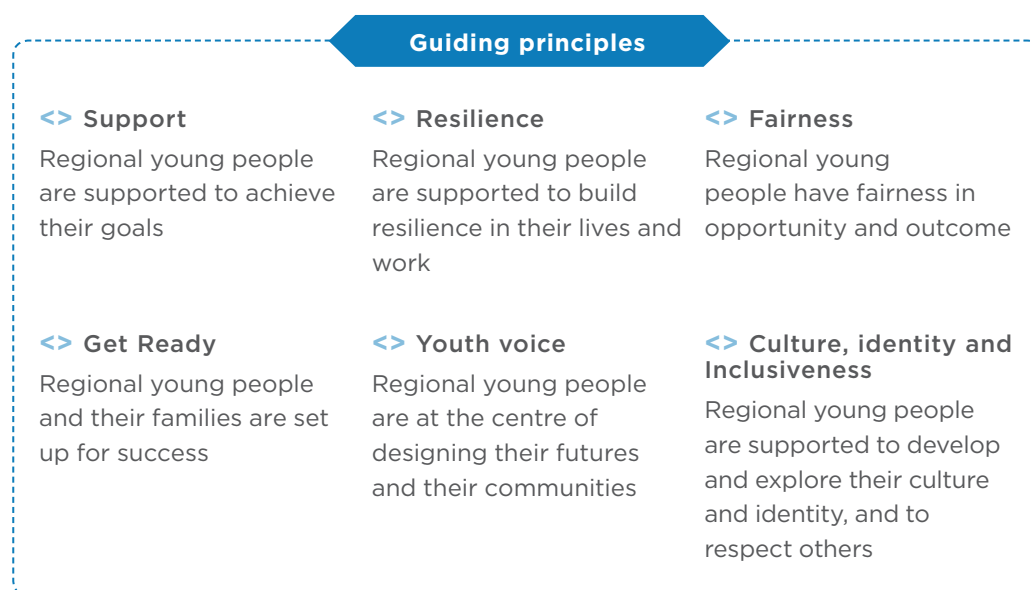 Guiding principles
<> Support
Regional young people
are supported to achieve
their goals
<> Resilience
Regional young people
are supported to build
resilience in their lives and
work
<> Fairness
Regional young
people have fairness in
opportunity and outcome
<> Get Ready
Regional young people
and their families are set
up for success
<> Youth voice
Regional young people
are at the centre of
designing their futures
and their communities
<> Culture, identity and
Inclusiveness
Regional young people
are supported to develop
and explore their culture
and identity, and to
respect others